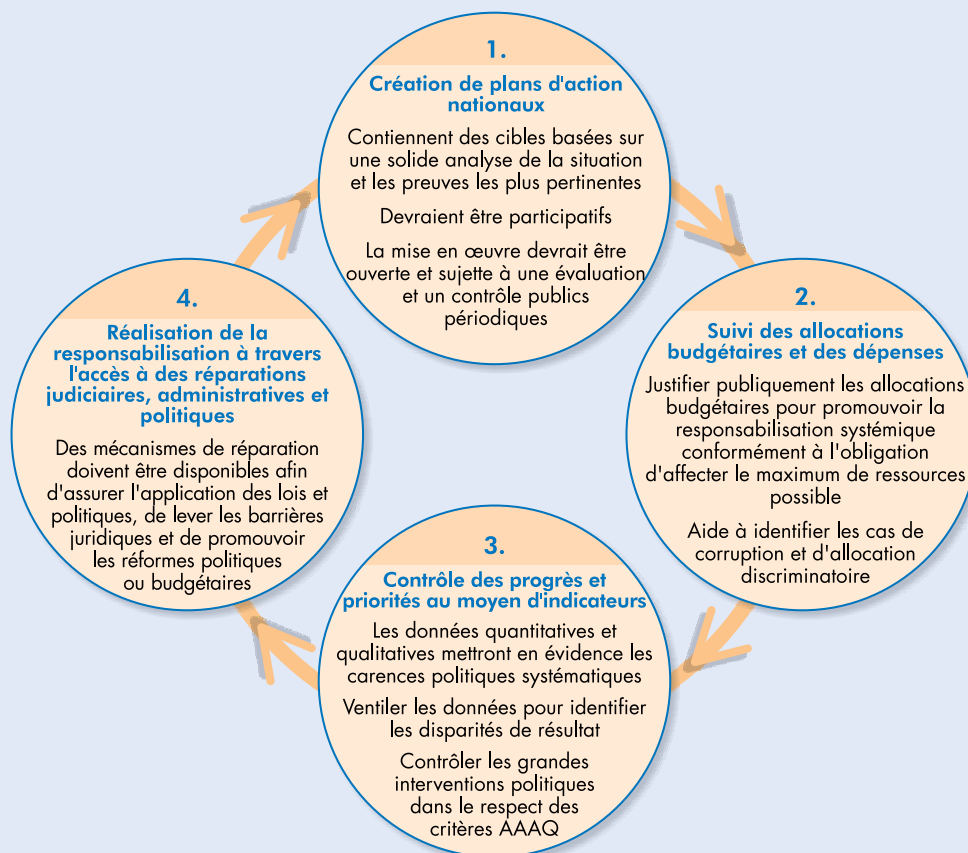 1.
Création de plans d'action
nationaux
Contiennent des cibles basées sur
une solide analyse de la situation
et les preuves les plus pertinentes
Devraient être participatifs
La mise en œuvre devrait être
ouverte et sujette à une évaluation
et un contrôle publics
périodiques
2.
Suivi des allocations
budgétaires et des dépenses
Justifier publiquement les allocations
budgétaires pour promouvoir la
responsabilisation systémique
conformément à l'obligation
d'affecter le maximum de ressources
possible
Aide à identifier les cas de
corruption et d'allocation
discriminatoire
3.
Contrôle des progrès et
priorités au moyen d'indicateurs
Les données quantitatives et
qualitatives mettront en évidence les
carences politiques systématiques
Ventiler les données pour identifier
les disparités de résultat
Contrôler les grandes
interventions politiques
dans le respect des
critères AAAQ
4.
Réalisation de la
responsabilisation à travers
l'accès à des réparations
judiciaires, administratives et
politiques
Des mécanismes de réparation
doivent être disponibles afin
d'assurer l'application des lois et
politiques, de lever les barrières
juridiques et de promouvoir
les réformes politiques
ou budgétaires